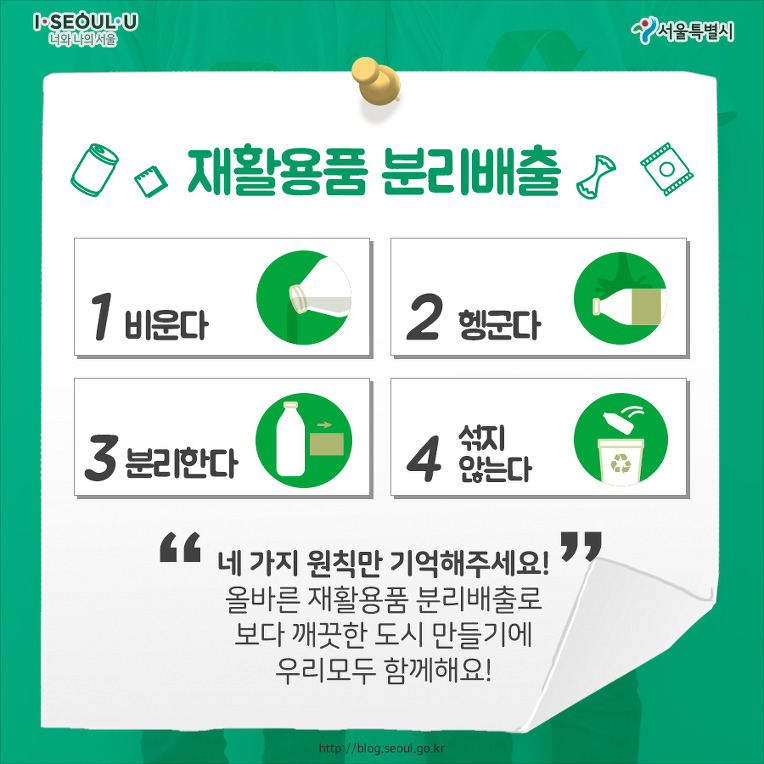 I·SEOUL·U
너와 나의 서울
서울특별시
재활용품 분리배출
1 비운다
2 헹군다
3 분리한다
4 섞지
않는다
“ 네 가지 원칙만 기억해주세요! ”
올바른 재활용품 분리배출로
보다 깨끗한 도시 만들기에
우리모두 함께해요!
http://blog.seoul.go.kr